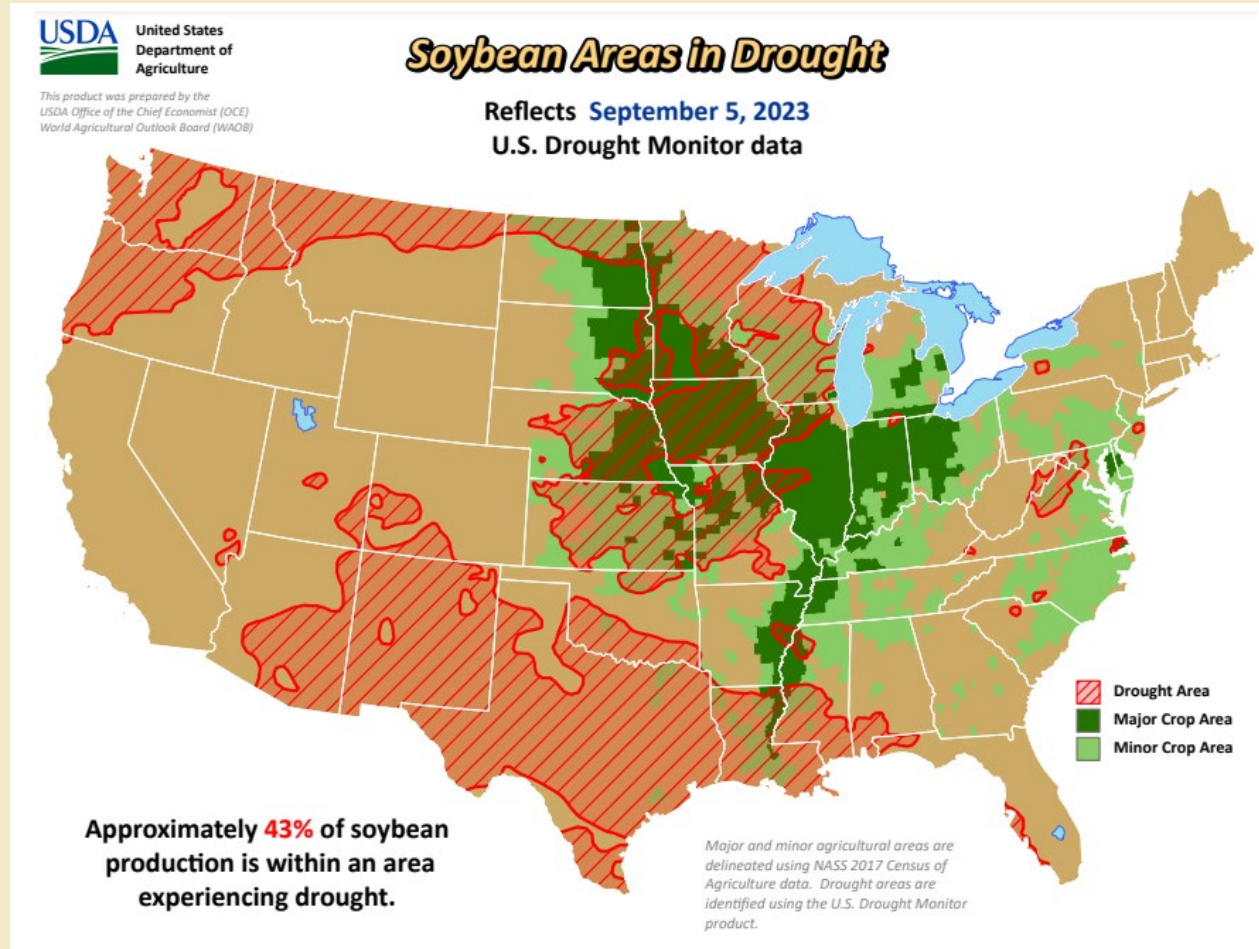 USDA
United States
Department of
Agriculture
This product was prepared by the
USDA Office of the Chief Economist (OCE)
World Agricultural Outlook Board (WAOB)
Soybean Areas in Drought
Reflects September 5, 2023
U.S. Drought Monitor data
Drought Area
Major Crop Area
Minor Crop Area
Approximately 43% of soybean
production is within an area
experiencing drought.
Major and minor agricultural areas are
delineated using NASS 2017 Census of
Agriculture data. Drought areas are
identified using the U.S. Drought Monitor
product.